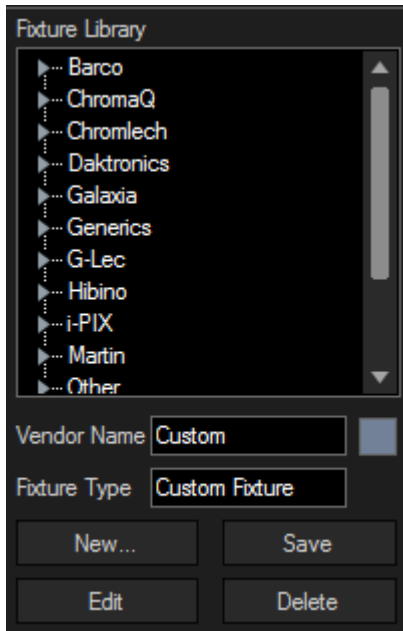 Fixture Library
Barco
ChromaQ
Chromlech
Daktronics
Galaxia
Generics
G-Lec
Hibino
i-PIX
Martin
Other
Vendor Name Custom
Fixture Type Custom Fixture
New... Save
Edit Delete